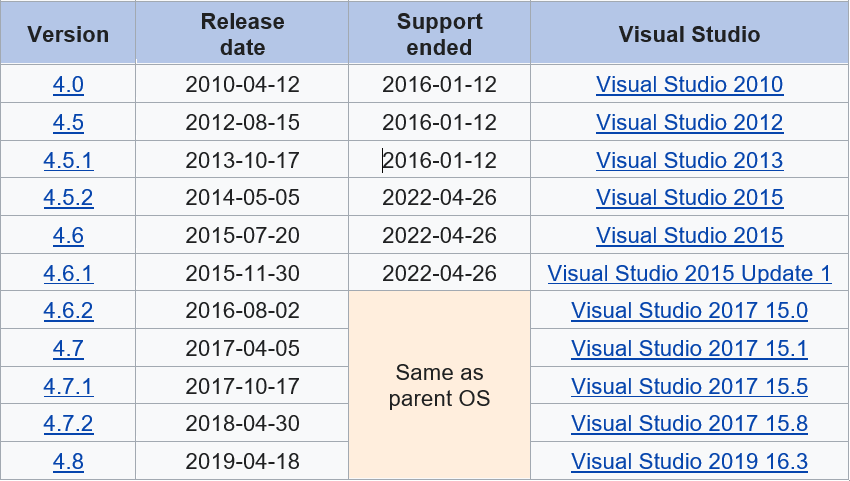 Version Release date Support ended Visual Studio
4.0 2010-04-12 2016-01-12 Visual Studio 2010
4.5 2012-08-15 2016-01-12 Visual Studio 2012
4.5.1 2013-10-17 2016-01-12 Visual Studio 2013
4.5.2 2014-05-05 2022-04-26 Visual Studio 2015
4.6 2015-07-20 2022-04-26 Visual Studio 2015
4.6.1 2015-11-30 2022-04-26 Visual Studio 2015 Update 1
4.6.2 2016-08-02 Same as parent OS Visual Studio 2017 15.0
4.7 2017-04-05 Visual Studio 2017 15.1
4.7.1 2017-10-17 Visual Studio 2017 15.5
4.7.2 2018-04-30 Visual Studio 2017 15.8
4.8 2019-04-18 Visual Studio 2019 16.3